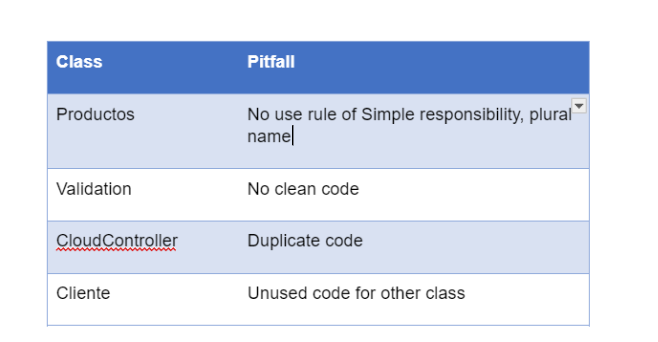 Class Pitfall
Productos No use rule of Simple responsibility, plural
name
Validation No clean code
CloudController Duplicate code
Cliente Unused code for other class